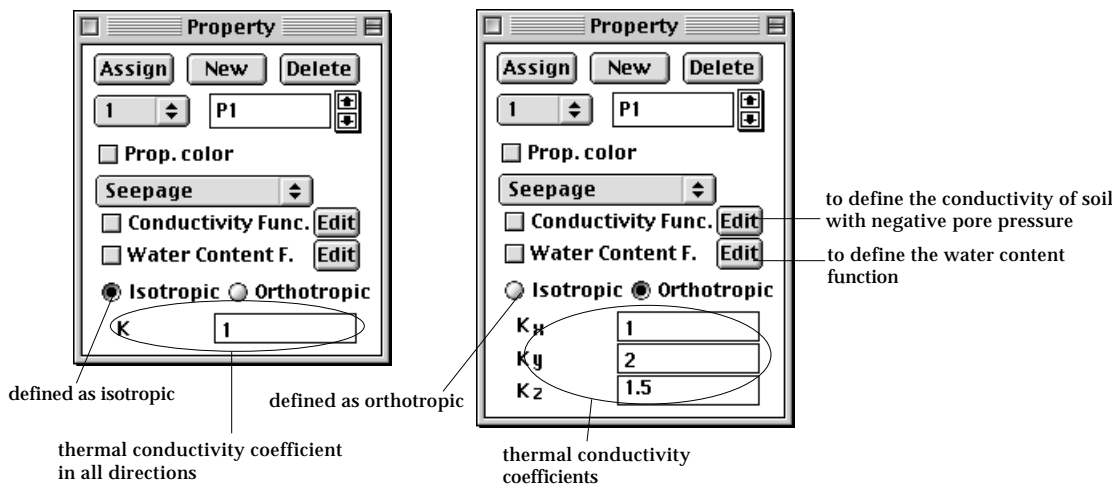 Property
Assign New Delete
1 P1
Prop. color
Seepage
Conductivity Func. Edit
Water Content F. Edit
Isotropic Orthotropic
K 1
defined as isotropic
thermal conductivity coefficient
in all directions
Property
Assign New Delete
1 P1
Prop. color
Seepage
Conductivity Func. Edit
Water Content F. Edit
Isotropic Orthotropic
Kx 1
Ky 2
Kz 1.5
to define the conductivity of soil
with negative pore pressure
to define the water content
function
defined as orthotropic
thermal conductivity
coefficients